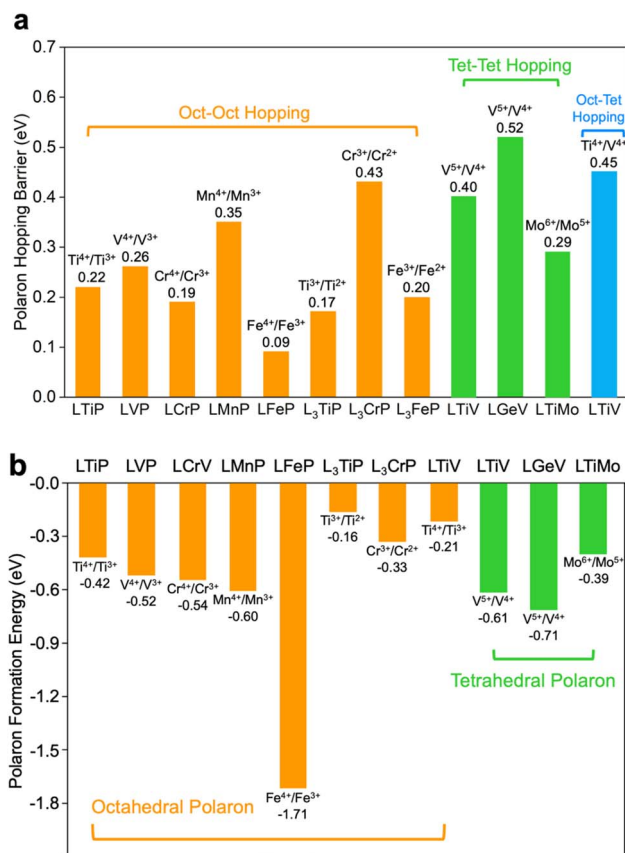 a
Polaron Hopping Barrier (eV)
0.7
0.6
0.5
0.4
0.3
0.2
0.1
0.0
Oct-Oct Hopping
Tet-Tet Hopping
Oct-Tet
Hopping
Ti⁴⁺/Ti³⁺
0.22
V⁴⁺/V³⁺
0.26
Cr⁴⁺/Cr³⁺
0.19
Mn⁴⁺/Mn³⁺
0.35
Fe⁴⁺/Fe³⁺
0.09
Ti³⁺/Ti²⁺
0.17
Cr³⁺/Cr²⁺
0.43
Fe³⁺/Fe²⁺
0.20
V⁵⁺/V⁴⁺
0.40
V⁵⁺/V⁴⁺
0.52
Mo⁶⁺/Mo⁵⁺
0.29
Ti⁴⁺/V⁴⁺
0.45
LTiP LVP LCrP LMnP LFeP L₃TiP L₃CrP L₃FeP LTiV LGeV LTiMo LTiV
b
LTiP LVP LCrV LMnP LFeP L₃TiP L₃CrP LTiV LTiV LGeV LTiMo
Polaron Formation Energy (eV)
-0.0
-0.3
-0.6
-0.9
-1.2
-1.5
-1.8
Ti⁴⁺/Ti³⁺
-0.42
V⁴⁺/V³⁺
-0.52
Cr⁴⁺/Cr³⁺
-0.54
Mn⁴⁺/Mn³⁺
-0.60
Fe⁴⁺/Fe³⁺
-1.71
Ti³⁺/Ti²⁺
-0.16
Cr³⁺/Cr²⁺
-0.33
Ti⁴⁺/Ti³⁺
-0.21
V⁵⁺/V⁴⁺
-0.61
V⁵⁺/V⁴⁺
-0.71
Mo⁶⁺/Mo⁵⁺
-0.39
Tetrahedral Polaron
Octahedral Polaron